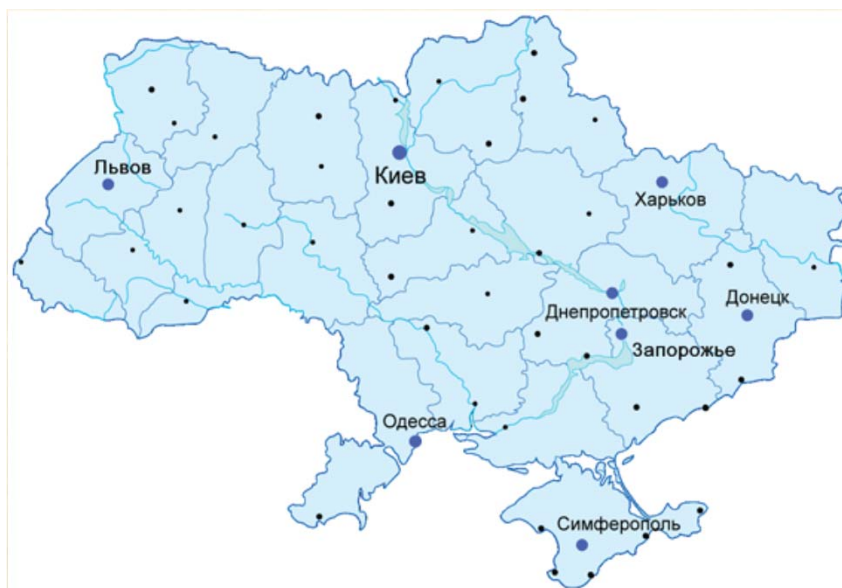 Львов
Киев
Харьков
Днепропетровск
Донецк
Запорожье
Одесса
Симферополь